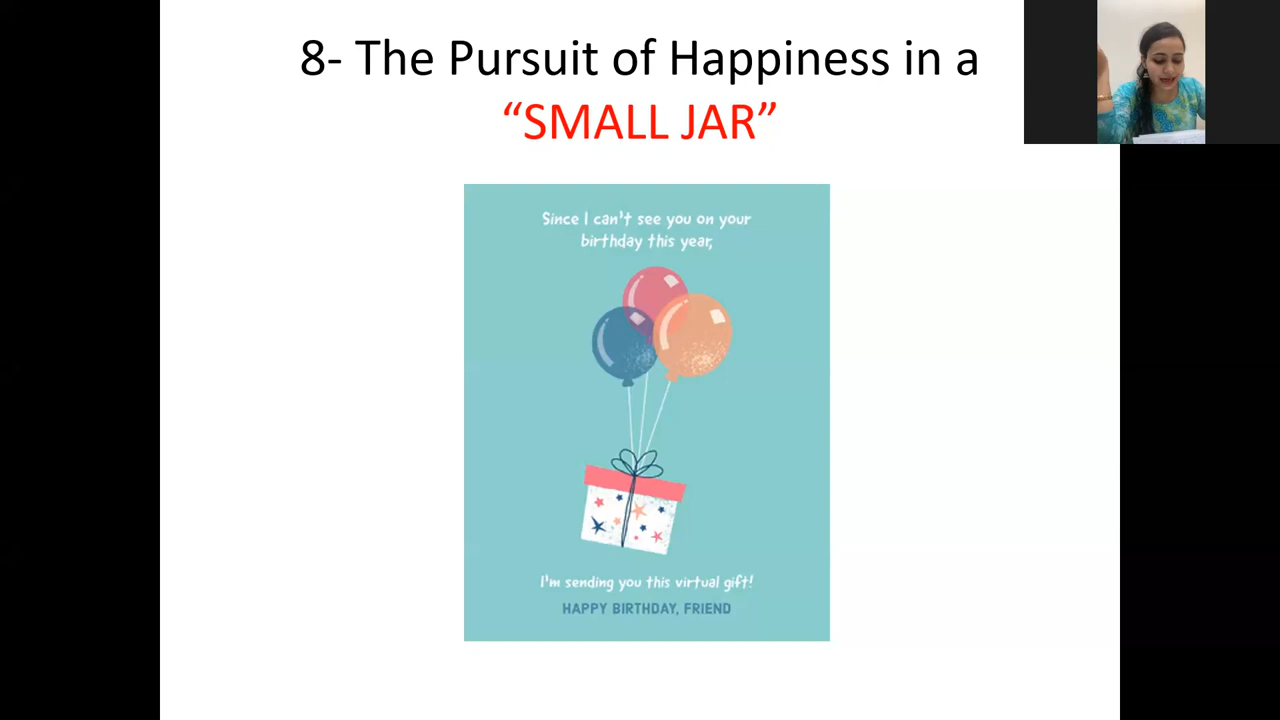 8- The Pursuit of Happiness in a
“SMALL JAR”
Since I can't see you on your
birthday this year,
I'm sending you this virtual gift!
HAPPY BIRTHDAY, FRIEND